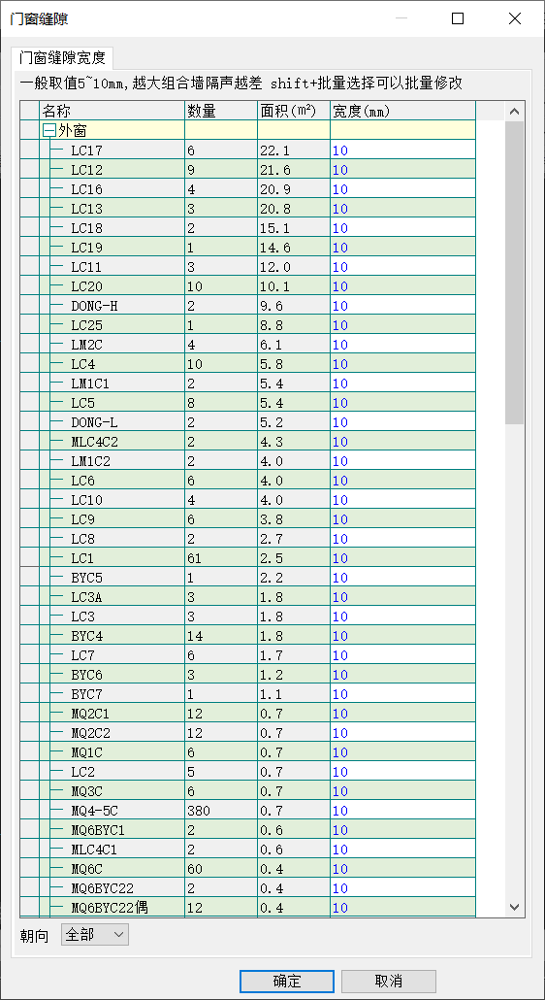 门窗缝隙
门窗缝隙宽度
一般取值5~10mm,越大组合墙隔声越差 shift+批量选择可以批量修改
名称 数量 面积(m²) 宽度(mm)
外窗
LC17 6 22.1 10
LC12 9 21.6 10
LC16 4 20.9 10
LC13 3 20.8 10
LC18 2 15.1 10
LC19 1 14.6 10
LC11 3 12.0 10
LC20 10 10.1 10
DONG-H 2 9.6 10
LC25 1 8.8 10
LM2C 4 6.1 10
LC4 10 5.8 10
LM1C1 2 5.4 10
LC5 8 5.4 10
DONG-L 2 5.2 10
MLC4C2 2 4.3 10
LM1C2 2 4.0 10
LC6 6 4.0 10
LC10 4 4.0 10
LC9 6 3.8 10
LC8 2 2.7 10
LC1 61 2.5 10
BYC5 1 2.2 10
LC3A 3 1.8 10
LC3 3 1.8 10
BYC4 14 1.8 10
LC7 6 1.7 10
BYC6 3 1.2 10
BYC7 1 1.1 10
MQ2C1 12 0.7 10
MQ2C2 12 0.7 10
MQ1C 6 0.7 10
LC2 5 0.7 10
MQ3C 6 0.7 10
MQ4-5C 380 0.7 10
MQ6BYC1 2 0.6 10
MLC4C1 2 0.6 10
MQ6C 60 0.4 10
MQ6BYC22 2 0.4 10
MQ6BYC22偶 12 0.4 10
朝向 全部
确定 取消